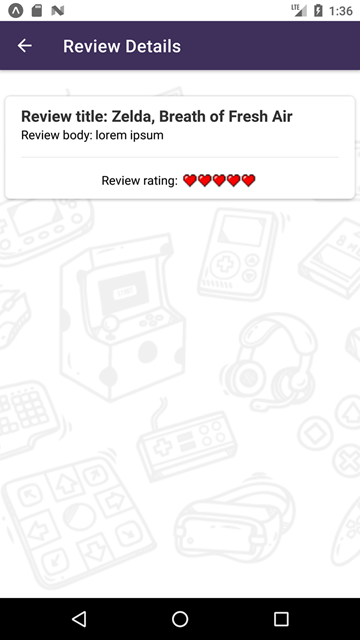 LTE 1:36
Review Details
Review title: Zelda, Breath of Fresh Air
Review body: lorem ipsum
Review rating: